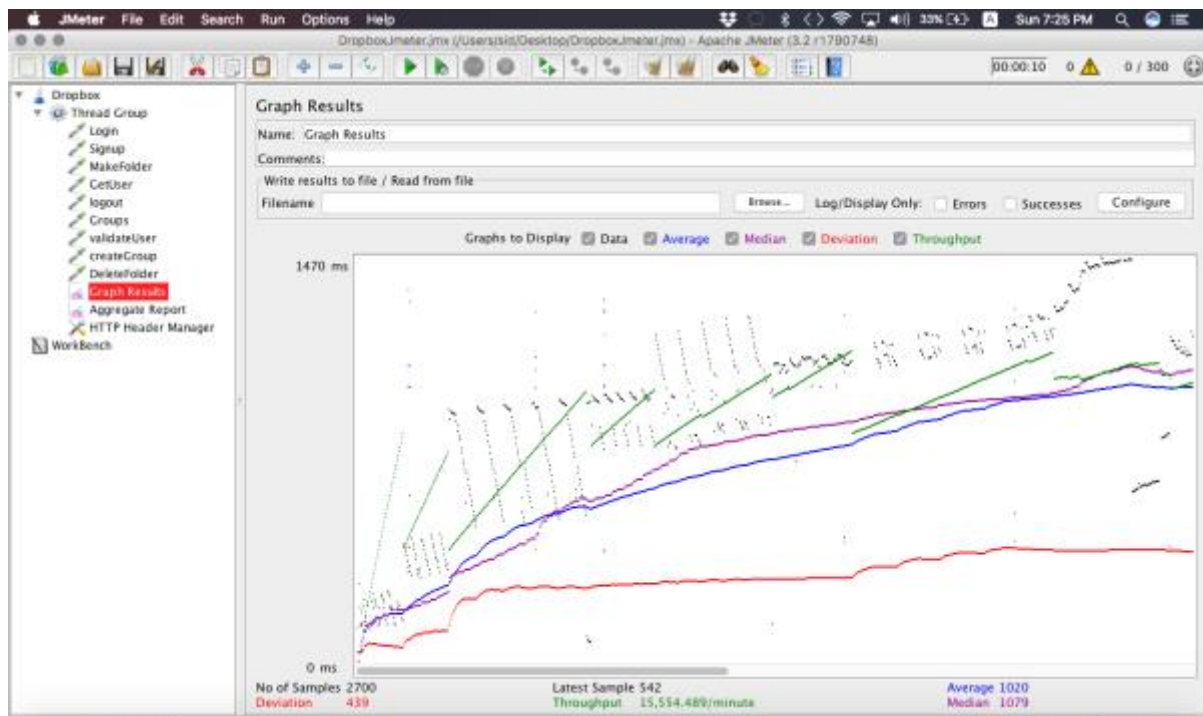 JMeter File Edit Search Run Options Help 33% A Sun 7:25 PM
DropboxJmeter.jmx (/Users/sid/Desktop/DropboxJmeter.jmx) - Apache JMeter (3.2 r1790748)
00:00:10 0 0 / 300
Dropbox
Thread Group
Login
Signup
MakeFolder
GetUser
logout
Groups
validateUser
createGroup
DeleteFolder
Graph Results
Aggregate Report
HTTP Header Manager
WorkBench
Graph Results
Name: Graph Results
Comments:
Write results to file / Read from file
Filename Browse... Log/Display Only: Errors Successes Configure
Graphs to Display Data Average Median Deviation Throughput
1470 ms
0 ms
No of Samples 2700 Latest Sample 542 Average 1020
Deviation 439 Throughput 15,554.489/minute Median 1079